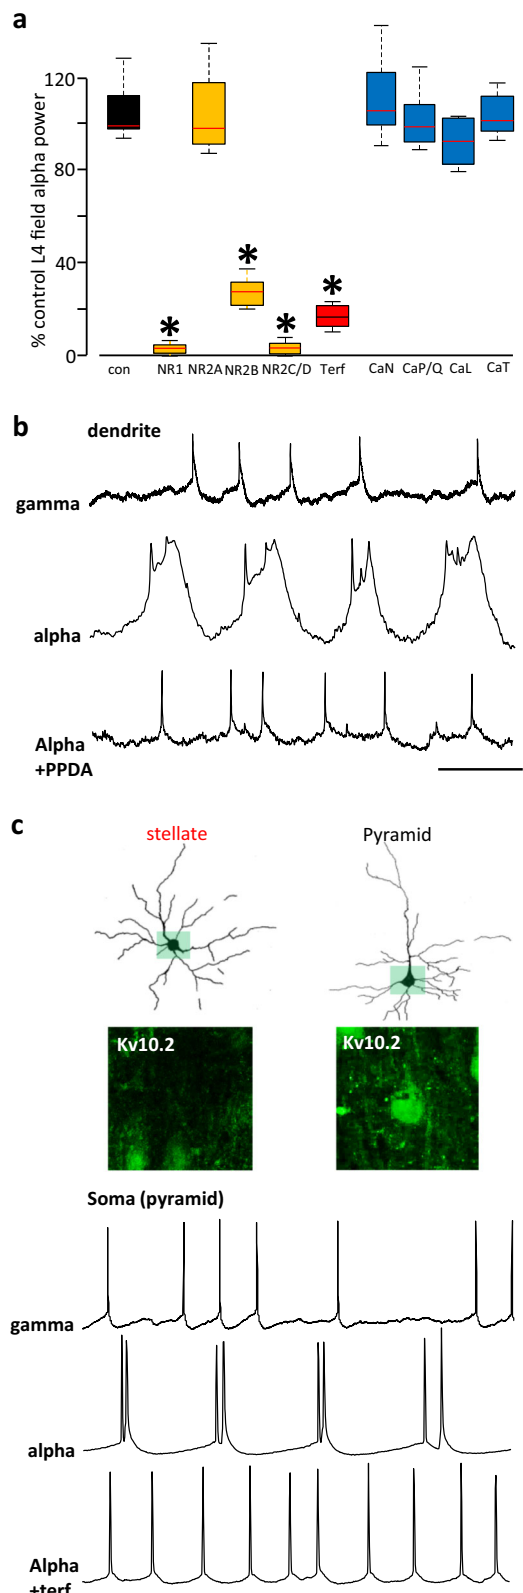 a
% control L4 field alpha power
120
80
40
0
* * * *
con NR1 NR2A NR2B NR2C/D Terf CaN CaP/Q CaL CaT
b
dendrite
gamma
alpha
Alpha
+PPDA
c
stellate Pyramid
Kv10.2 Kv10.2
Soma (pyramid)
gamma
alpha
Alpha
+terf